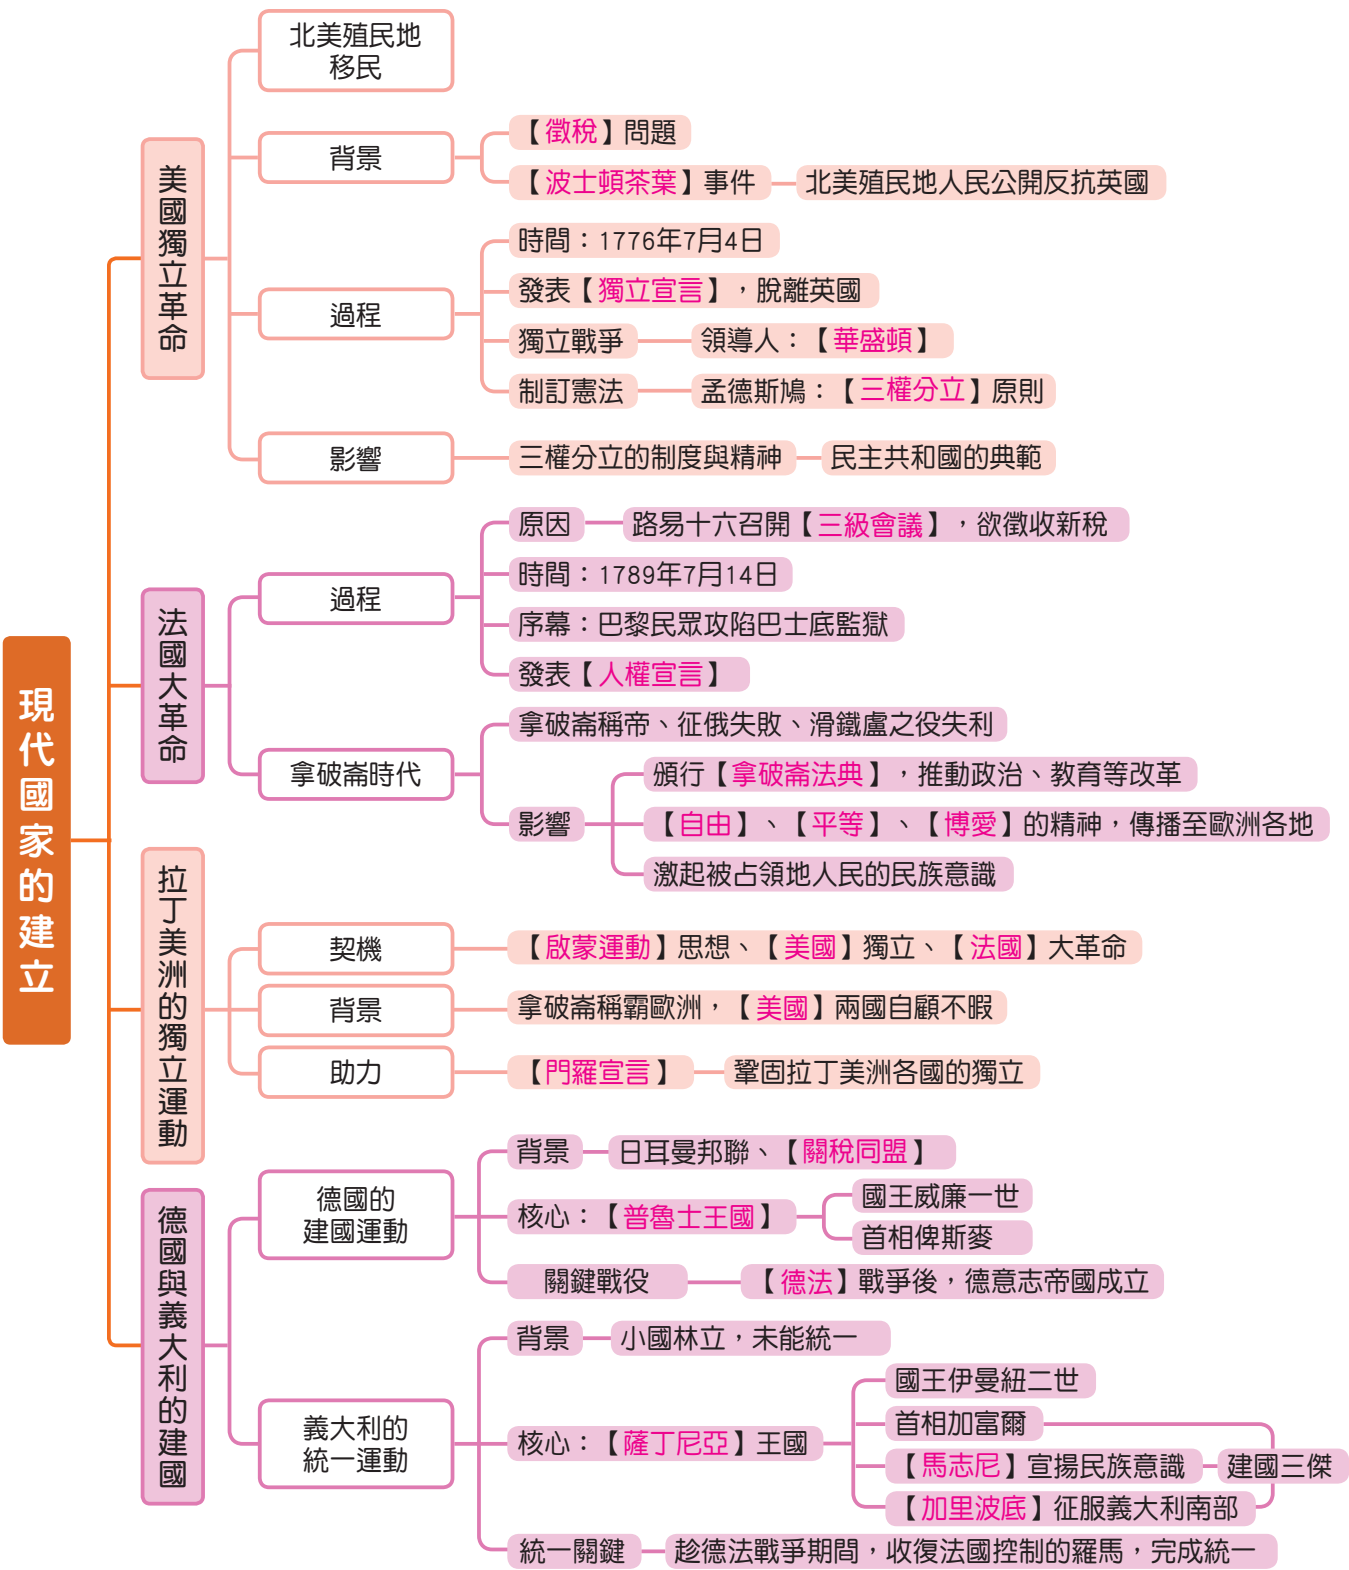 現代國家的建立
美國獨立革命
北美殖民地
移民
背景
【徵稅】問題
【波士頓茶葉】事件
北美殖民地人民公開反抗英國
過程
時間：1776年7月4日
發表【獨立宣言】，脫離英國
獨立戰爭
領導人：【華盛頓】
制訂憲法
孟德斯鳩：【三權分立】原則
影響
三權分立的制度與精神
民主共和國的典範
法國大革命
過程
原因
路易十六召開【三級會議】，欲徵收新稅
時間：1789年7月14日
序幕：巴黎民眾攻陷巴士底監獄
發表【人權宣言】
拿破崙時代
拿破崙稱帝、征俄失敗、滑鐵盧之役失利
影響
頒行【拿破崙法典】，推動政治、教育等改革
【自由】、【平等】、【博愛】的精神，傳播至歐洲各地
激起被占領地人民的民族意識
拉丁美洲的獨立運動
契機
【啟蒙運動】思想、【美國】獨立、【法國】大革命
背景
拿破崙稱霸歐洲，【美國】兩國自顧不暇
助力
【門羅宣言】
鞏固拉丁美洲各國的獨立
德國與義大利的建國
德國的
建國運動
背景
日耳曼邦聯、【關稅同盟】
核心：【普魯士王國】
國王威廉一世
首相俾斯麥
關鍵戰役
【德法】戰爭後，德意志帝國成立
義大利的
統一運動
背景
小國林立，未能統一
核心：【薩丁尼亞】王國
國王伊曼紐二世
首相加富爾
【馬志尼】宣揚民族意識
建國三傑
【加里波底】征服義大利南部
統一關鍵
趁德法戰爭期間，收復法國控制的羅馬，完成統一